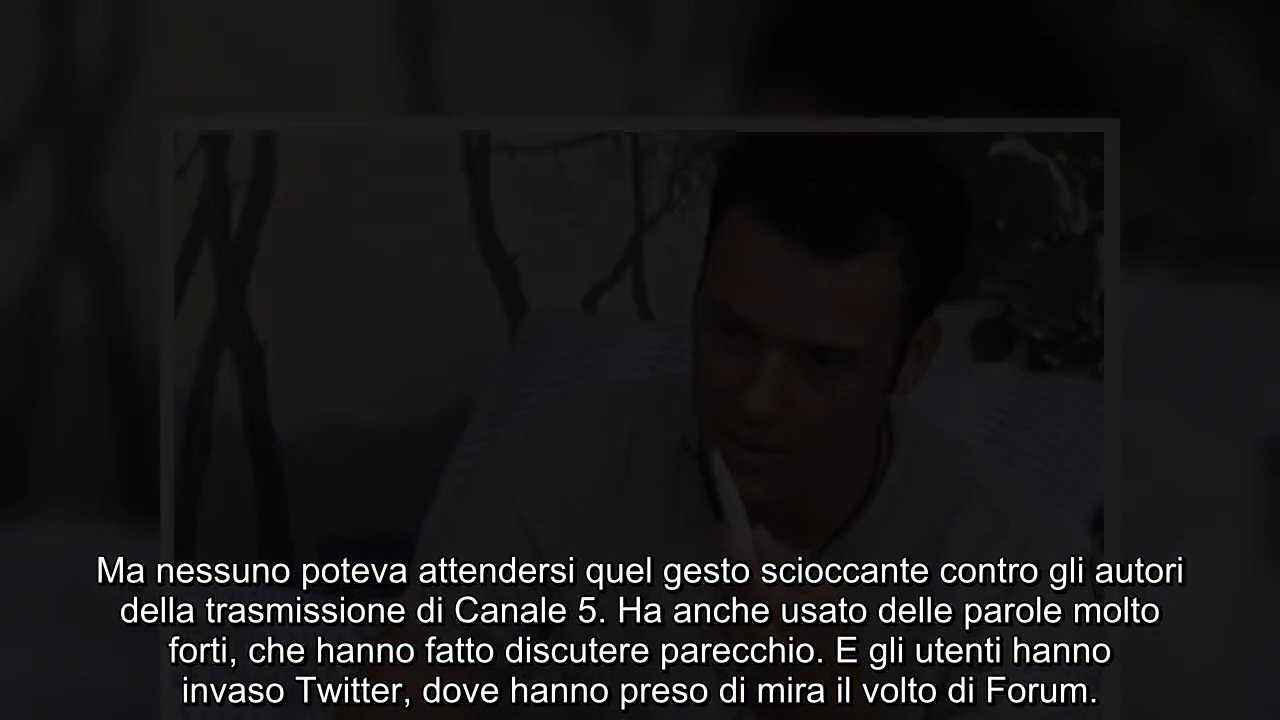 Ma nessuno poteva attendersi quel gesto scioccante contro gli autori
della trasmissione di Canale 5. Ha anche usato delle parole molto
forti, che hanno fatto discutere parecchio. E gli utenti hanno
invaso Twitter, dove hanno preso di mira il volto di Forum.